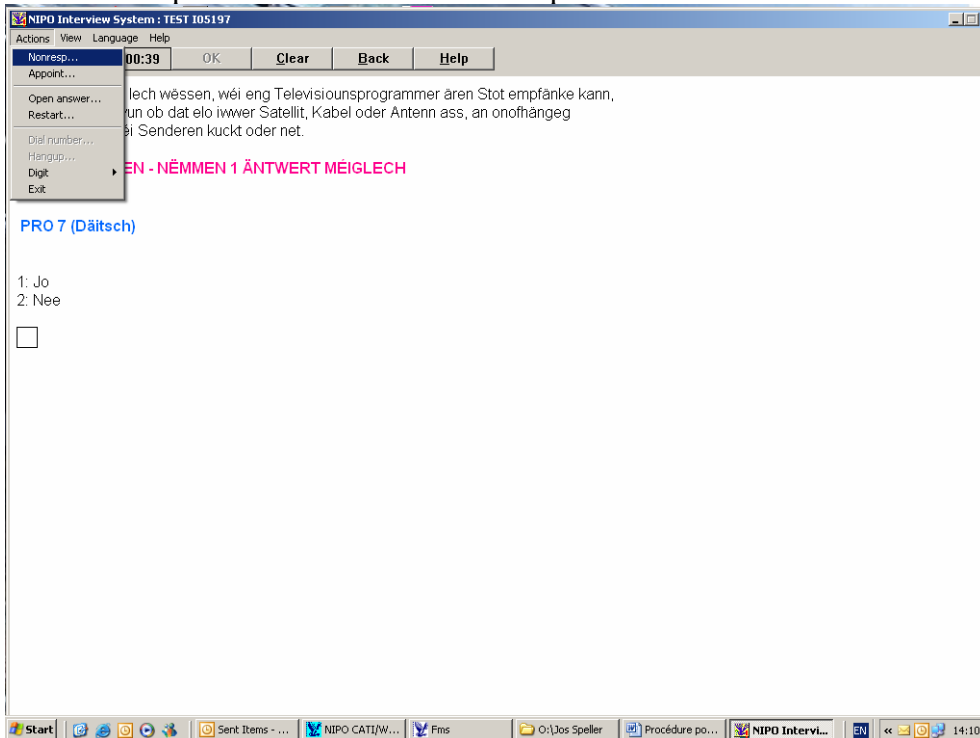 NIPO Interview System : TEST I05197
Actions View Language Help
Nonresp...
Appoint...
Open answer...
Restart...
Dial number...
Hangup...
Digit
Exit
00:39 OK Clear Back Help
lech wëssen, wéi eng Televisiounsprogrammer ären Stot empfänke kann,
un ob dat elo iwwer Satellit, Kabel oder Antenn ass, an onofhängeg
Senderen kuckt oder net.
EN - NËMMEN 1 ÄNTWERT MÉIGLECH
PRO 7 (Däitsch)
1: Jo
2: Nee
Start Sent Items - ... NIPO CATI/W... Fms O:\Jos Speller Procédure po... NIPO Intervi... EN « 14:19